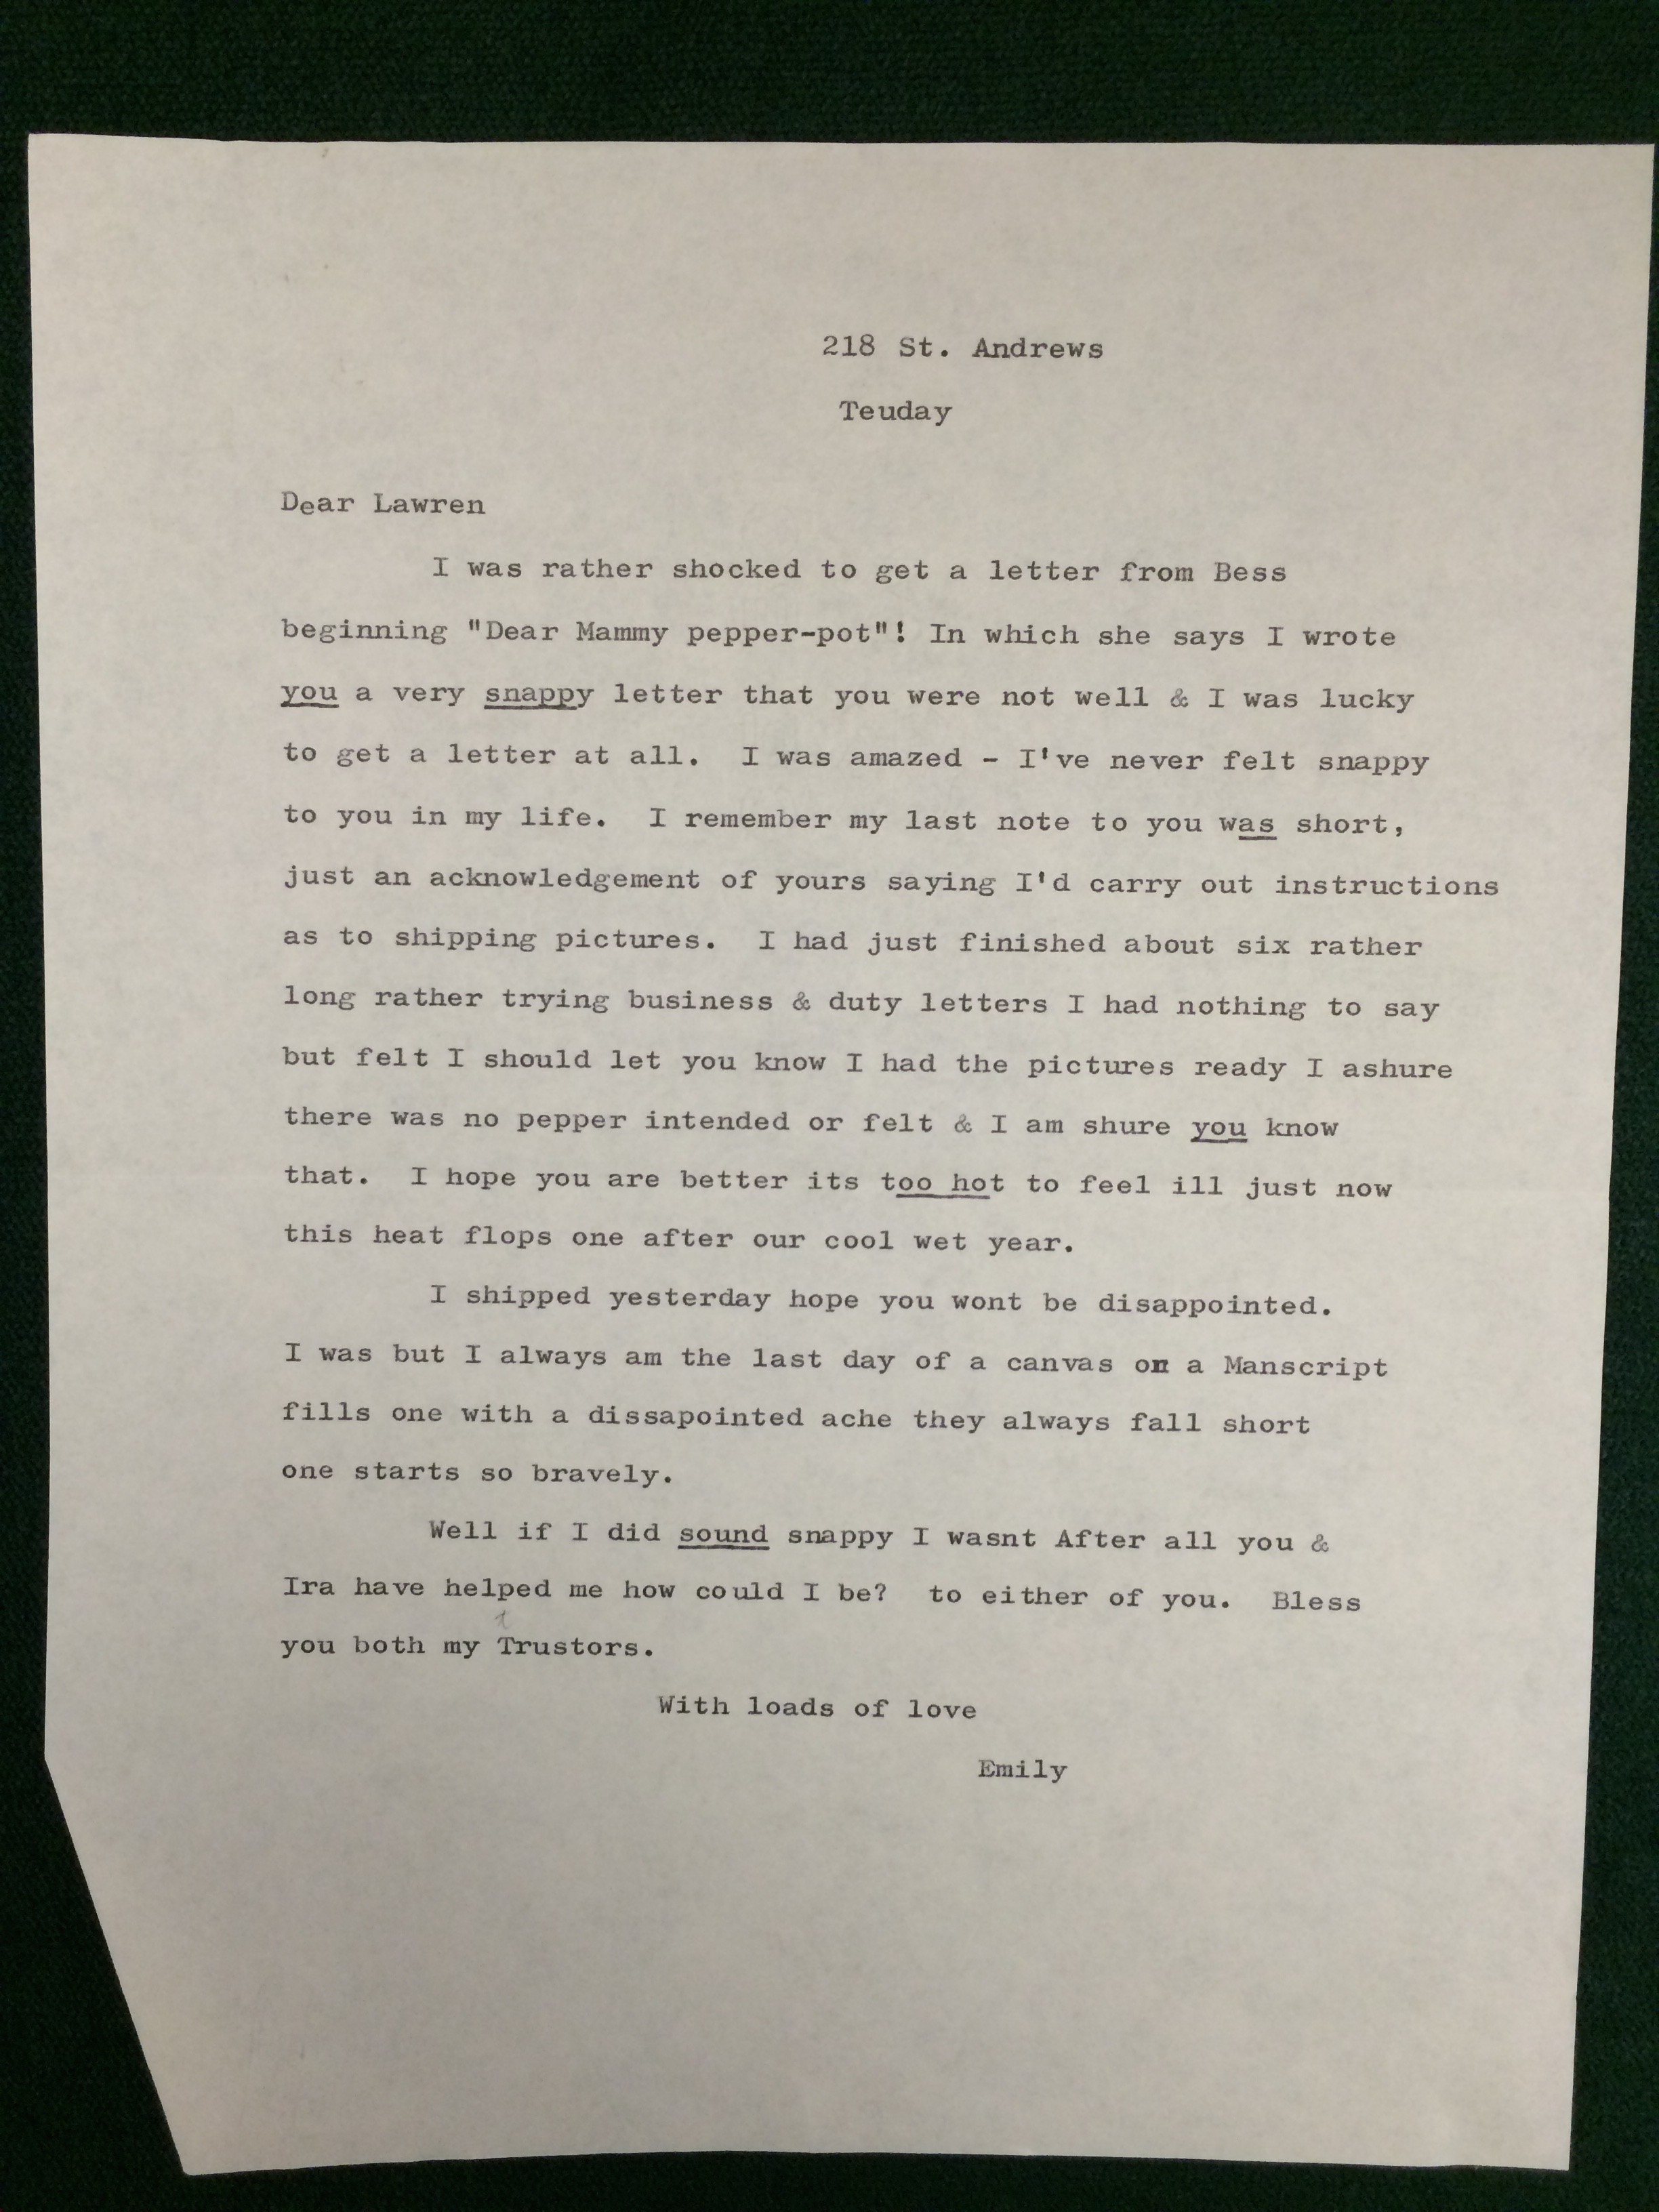 218 St. Andrews
Teuday
Dear Lawren
I was rather shocked to get a letter from Bess
beginning "Dear Mammy pepper-pot"! In which she says I wrote
you a very snappy letter that you were not well & I was lucky
to get a letter at all. I was amazed - I've never felt snappy
to you in my life. I remember my last note to you was short,
just an acknowledgement of yours saying I'd carry out instructions
as to shipping pictures. I had just finished about six rather
long rather trying business & duty letters I had nothing to say
but felt I should let you know I had the pictures ready I ashure
there was no pepper intended or felt & I am shure you know
that. I hope you are better its too hot to feel ill just now
this heat flops one after our cool wet year.
I shipped yesterday hope you wont be disappointed.
I was but I always am the last day of a canvas or a Manscript
fills one with a dissapointed ache they always fall short
one starts so bravely.
Well if I did sound snappy I wasnt After all you &
Ira have helped me how could I be? to either of you. Bless
t
you both my Trustors.
With loads of love
Emily